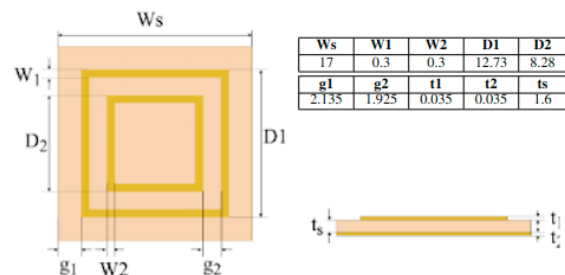 Ws
W1
D2
D1
g1
W2
g2
Ws W1 W2 D1 D2
17 0.3 0.3 12.73 8.28
g1 g2 t1 t2 ts
2.135 1.925 0.035 0.035 1.6
ts
t1
t2